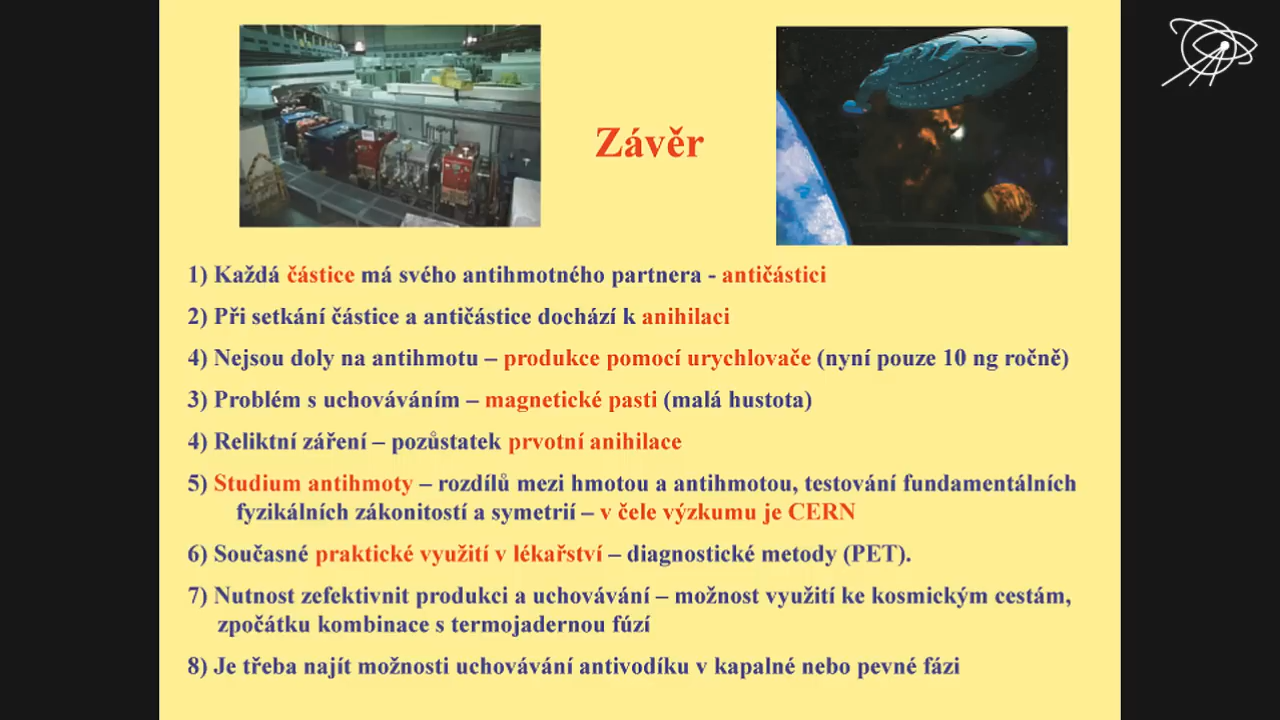 Závěr
1) Každá částice má svého antihmotného partnera - antičástici
2) Při setkání částice a antičástice dochází k anihilaci
4) Nejsou doly na antihmotu – produkce pomocí urychlovače (nyní pouze 10 ng ročně)
3) Problém s uchováváním – magnetické pasti (malá hustota)
4) Reliktní záření – pozůstatek prvotní anihilace
5) Studium antihmoty – rozdílů mezi hmotou a antihmotou, testování fundamentálních
fyzikálních zákonitostí a symetrií – v čele výzkumu je CERN
6) Současné praktické využití v lékařství – diagnostické metody (PET).
7) Nutnost zefektivnit produkci a uchovávání – možnost využití ke kosmickým cestám,
zpočátku kombinace s termojadernou fúzí
8) Je třeba najít možnosti uchovávání antivodíku v kapalné nebo pevné fázi